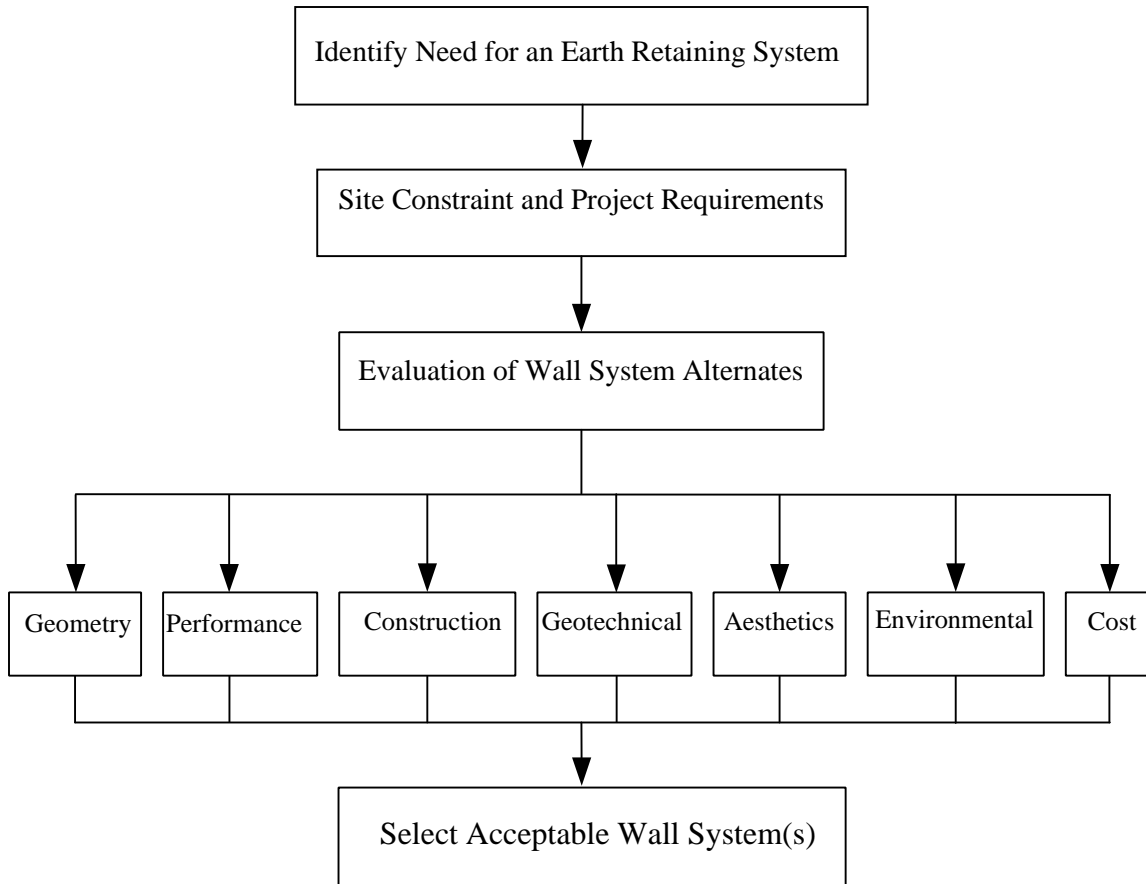 Identify Need for an Earth Retaining System
Site Constraint and Project Requirements
Evaluation of Wall System Alternates
Geometry
Performance
Construction
Geotechnical
Aesthetics
Environmental
Cost
Select Acceptable Wall System(s)